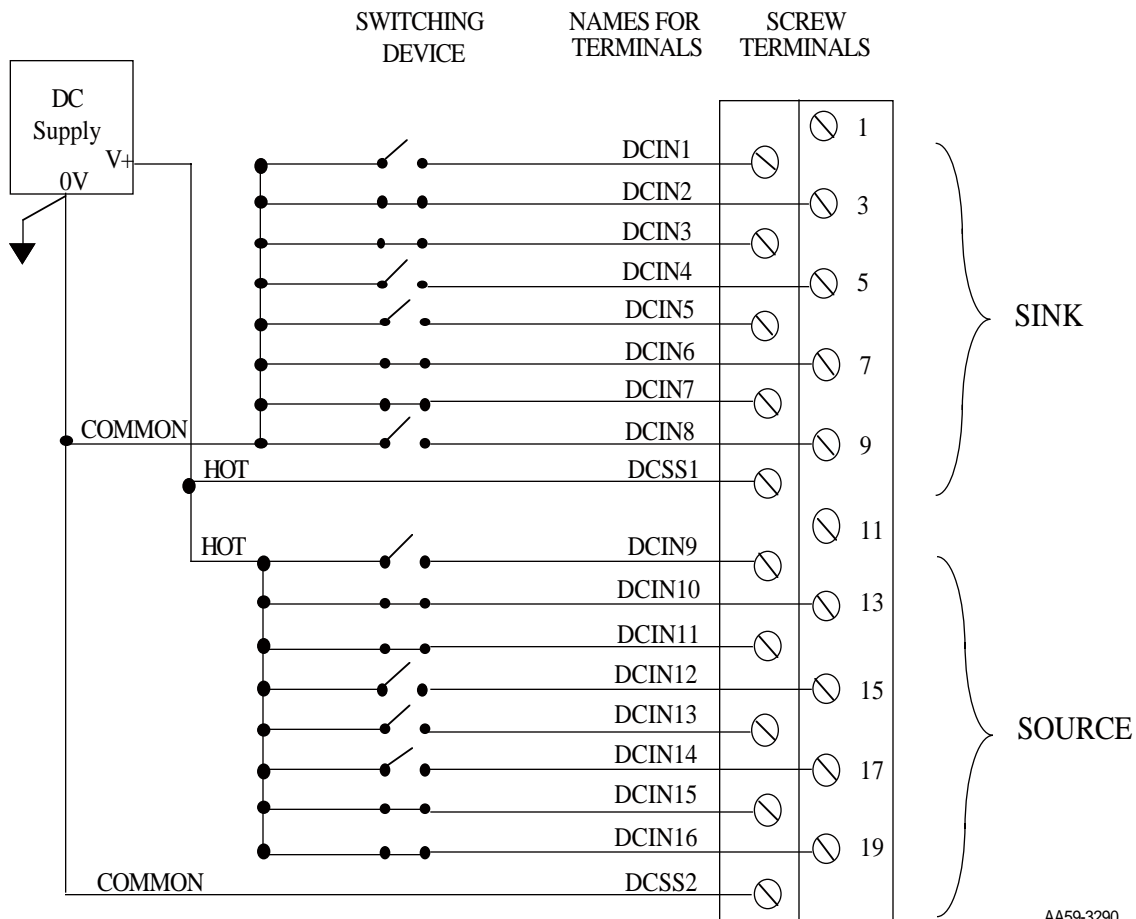 SWITCHING DEVICE
NAMES FOR TERMINALS
SCREW TERMINALS
DC Supply
V+
0V
1
DCIN1
DCIN2
3
DCIN3
DCIN4
5
DCIN5
SINK
DCIN6
7
DCIN7
COMMON
DCIN8
9
HOT
DCSS1
11
HOT
DCIN9
DCIN10
13
DCIN11
DCIN12
15
DCIN13
SOURCE
DCIN14
17
DCIN15
DCIN16
19
COMMON
DCSS2
AA59-3290